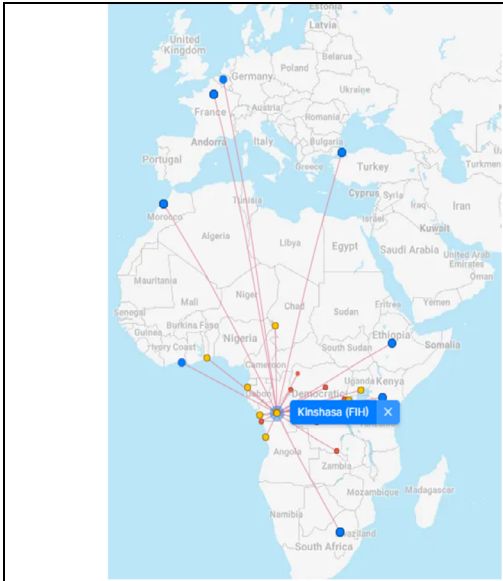 Estonia
Latvia
United
Kingdom
Belarus
Poland
Germany
Ukraine
France
Austria
Romania
Andorra
Italy
Bulgaria
Portugal
Greece
Turkey
Turkmen
Tunisia
Cyprus
Syria
Iraq
Iran
Morocco
Israel
Kuwait
Algeria
Libya
Egypt
Saudi Arabia
United Arab
Emirates
Oman
Mauritania
Mali
Niger
Chad
Sudan
Eritrea
Yemen
Senegal
Burkina Faso
Guinea
Nigeria
Ivory Coast
Ethiopia
Somalia
South Sudan
Cameroon
Uganda
Kenya
Gabon
Democratic
Kinshasa (FIH)
Angola
Zambia
Mozambique
Madagascar
Namibia
Swaziland
South Africa